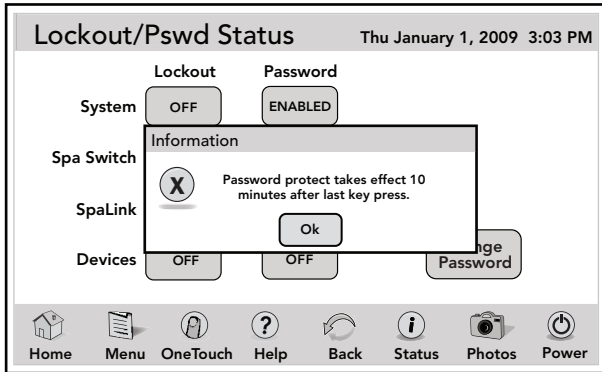 Lockout/Pswd Status Thu January 1, 2009 3:03 PM
Lockout Password
System OFF ENABLED
Information
Spa Switch
X Password protect takes effect 10
minutes after last key press.
SpaLink
Ok
Devices OFF OFF nge
Password
Home Menu OneTouch Help Back Status Photos Power